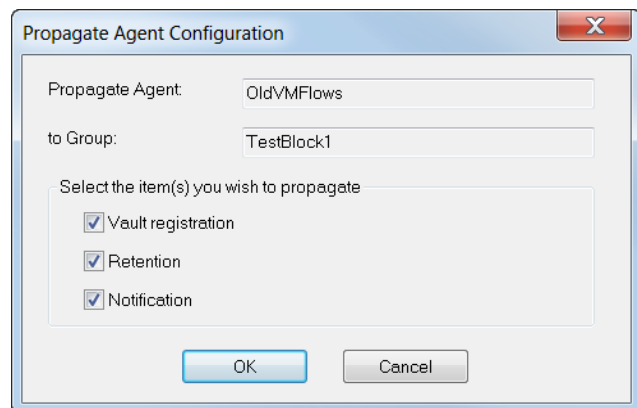 Propagate Agent Configuration
Propagate Agent: OldVMFlows
to Group: TestBlock1
Select the item(s) you wish to propagate
Vault registration
Retention
Notification
OK Cancel